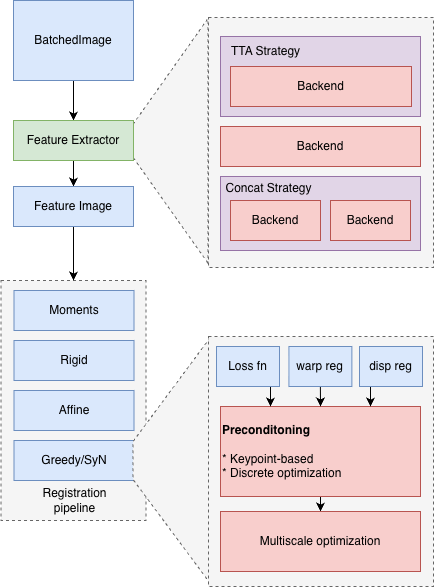 BatchedImage
Feature Extractor
Feature Image
TTA Strategy
Backend
Backend
Concat Strategy
Backend
Backend
Moments
Rigid
Affine
Greedy/SyN
Registration
pipeline
Loss fn
warp reg
disp reg
Preconditoning
* Keypoint-based
* Discrete optimization
Multiscale optimization